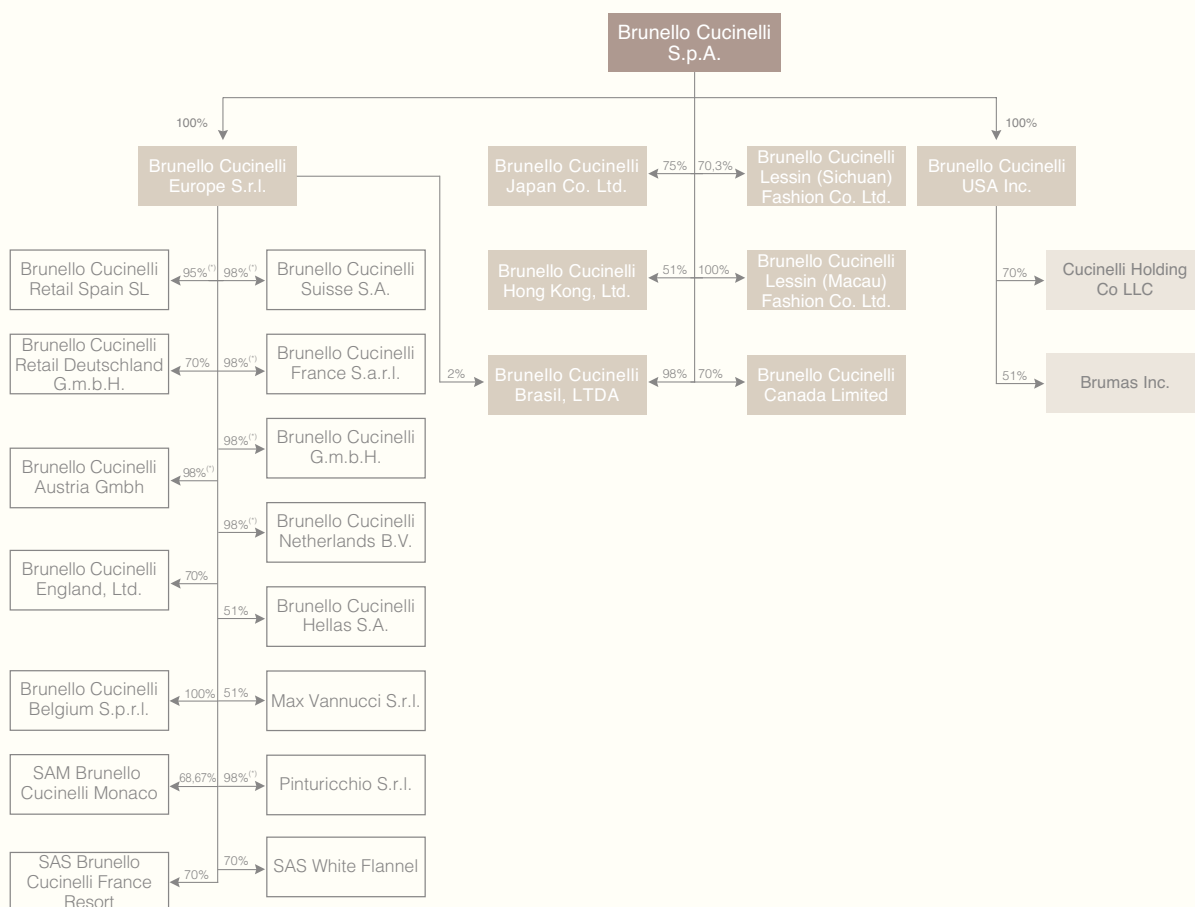 Brunello Cucinelli
S.p.A.
100%
100%
Brunello Cucinelli
Europe S.r.l.
Brunello Cucinelli
Japan Co. Ltd.
75%
70,3%
Brunello Cucinelli
Lessin (Sichuan)
Fashion Co. Ltd.
Brunello Cucinelli
USA Inc.
Brunello Cucinelli
Retail Spain SL
95%(*)
98%(*)
Brunello Cucinelli
Suisse S.A.
Brunello Cucinelli
Hong Kong, Ltd.
51%
100%
Brunello Cucinelli
Lessin (Macau)
Fashion Co. Ltd.
70%
Cucinelli Holding
Co LLC
Brunello Cucinelli
Retail Deutschland
G.m.b.H.
70%
98%(*)
Brunello Cucinelli
France S.a.r.l.
2%
Brunello Cucinelli
Brasil, LTDA
98%
70%
Brunello Cucinelli
Canada Limited
51%
Brumas Inc.
98%(*)
Brunello Cucinelli
G.m.b.H.
Brunello Cucinelli
Austria Gmbh
98%(*)
98%(*)
Brunello Cucinelli
Netherlands B.V.
Brunello Cucinelli
England, Ltd.
70%
51%
Brunello Cucinelli
Hellas S.A.
Brunello Cucinelli
Belgium S.p.r.l.
100%
51%
Max Vannucci S.r.l.
SAM Brunello
Cucinelli Monaco
68,67%
98%(*)
Pinturicchio S.r.l.
SAS Brunello
Cucinelli France
Resort
70%
70%
SAS White Flannel